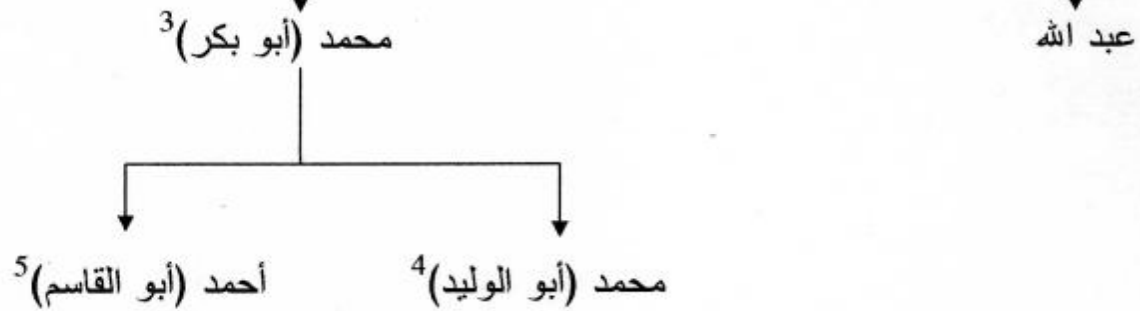 عبد الله
محمد (أبو بكر)3
محمد (أبو الوليد)4
أحمد (أبو القاسم)5